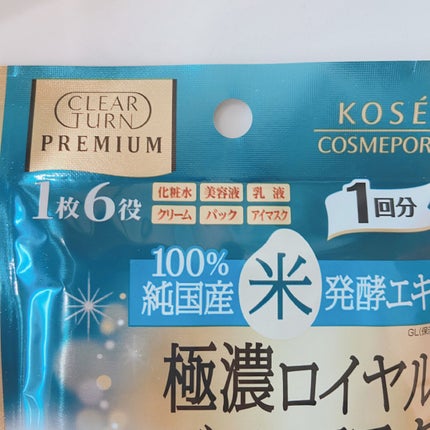 CLEAR
TURN
PREMIUM
KOSÉ
COSMEPOR
1枚6役
化粧水 美容液 乳液
クリーム パック アイマスク
1回分
100%
純国産
米
発酵エキ
極濃ロイヤル